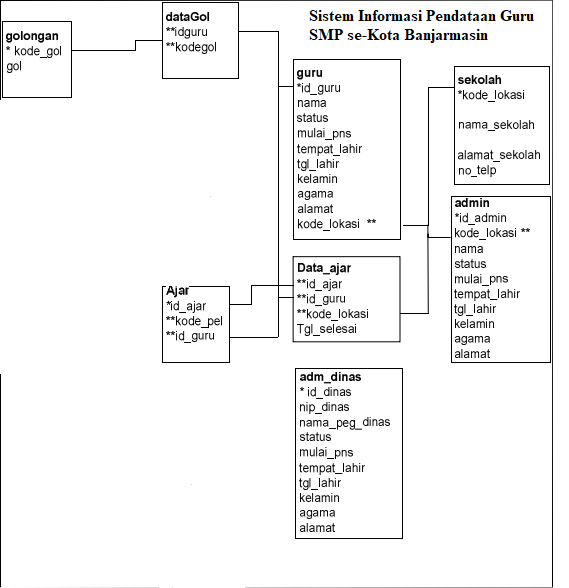 Sistem Informasi Pendataan Guru
SMP se-Kota Banjarmasin
golongan
* kode_gol
gol
dataGol
**idguru
**kodegol
guru
*id_guru
nama
status
mulai_pns
tempat_lahir
tgl_lahir
kelamin
agama
alamat
kode_lokasi **
sekolah
*kode_lokasi
nama_sekolah
alamat_sekolah
no_telp
admin
*id_admin
kode_lokasi **
nama
status
mulai_pns
tempat_lahir
tgl_lahir
kelamin
agama
alamat
Ajar
*id_ajar
**kode_pel
**id_guru
Data_ajar
**id_ajar
**id_guru
**kode_lokasi
Tgl_selesai
adm_dinas
* id_dinas
nip_dinas
nama_peg_dinas
status
mulai_pns
tempat_lahir
tgl_lahir
kelamin
agama
alamat